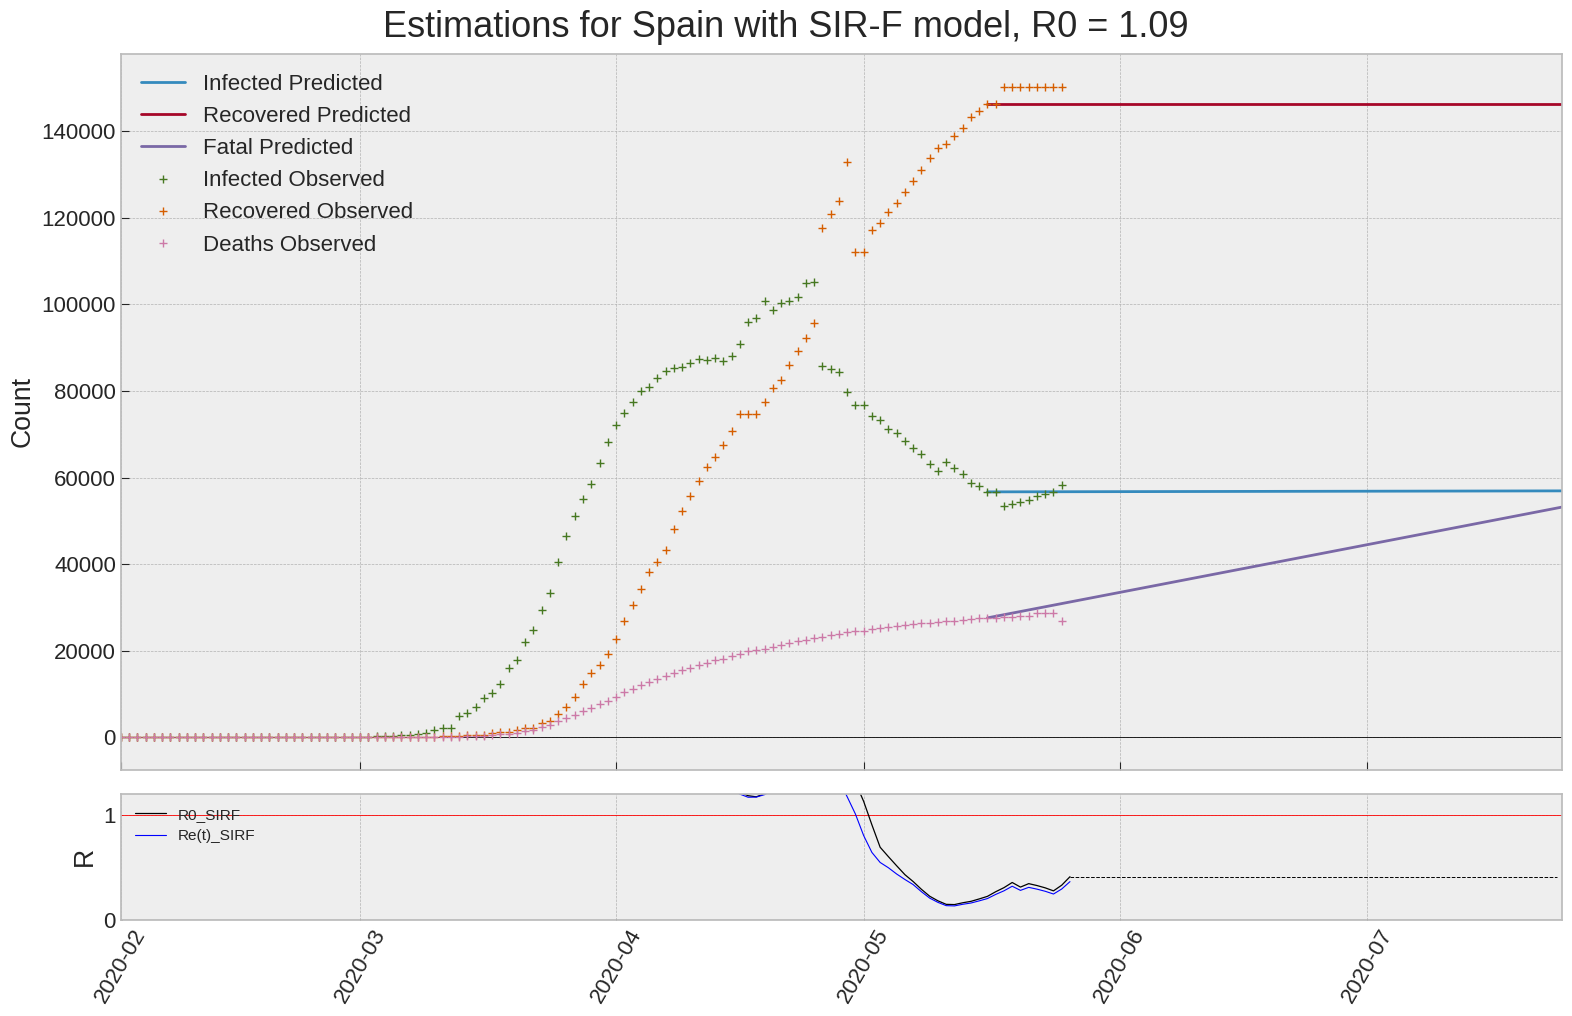 Estimations for Spain with SIR-F model, R0 = 1.09
Infected Predicted
Recovered Predicted
Fatal Predicted
Infected Observed
Recovered Observed
Deaths Observed
140000
120000
100000
80000
60000
40000
20000
0
Count
R0_SIRF
Re(t)_SIRF
1
0
R
2020-02
2020-03
2020-04
2020-05
2020-06
2020-07